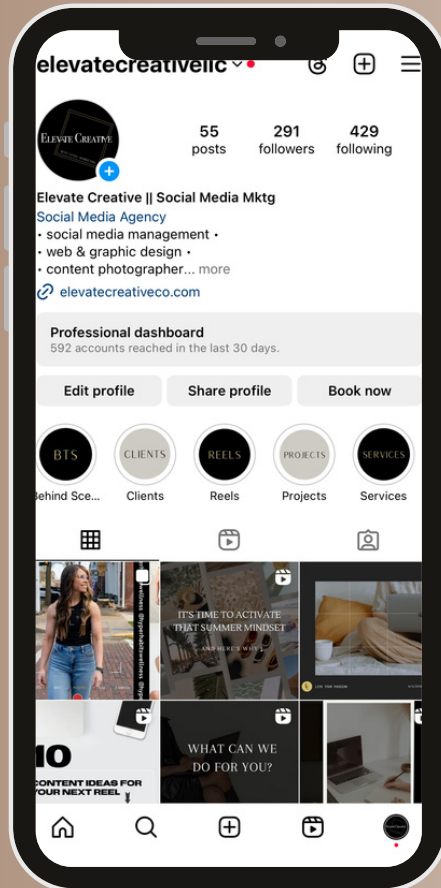 elevatecreativellc
ELEVATE CREATIVE
55 291 429
posts followers following
Elevate Creative || Social Media Mktg
Social Media Agency
• social media management •
• web & graphic design •
• content photographer... more
elevatecreativeco.com
Professional dashboard
592 accounts reached in the last 30 days.
Edit profile Share profile Book now
BTS CLIENTS REELS PROJECTS SERVICES
Behind Sce... Clients Reels Projects Services
IT'S TIME TO ACTIVATE
THAT SUMMER MINDSET
AND HERE'S WHY
10
CONTENT IDEAS FOR
YOUR NEXT REEL
WHAT CAN WE
DO FOR YOU?